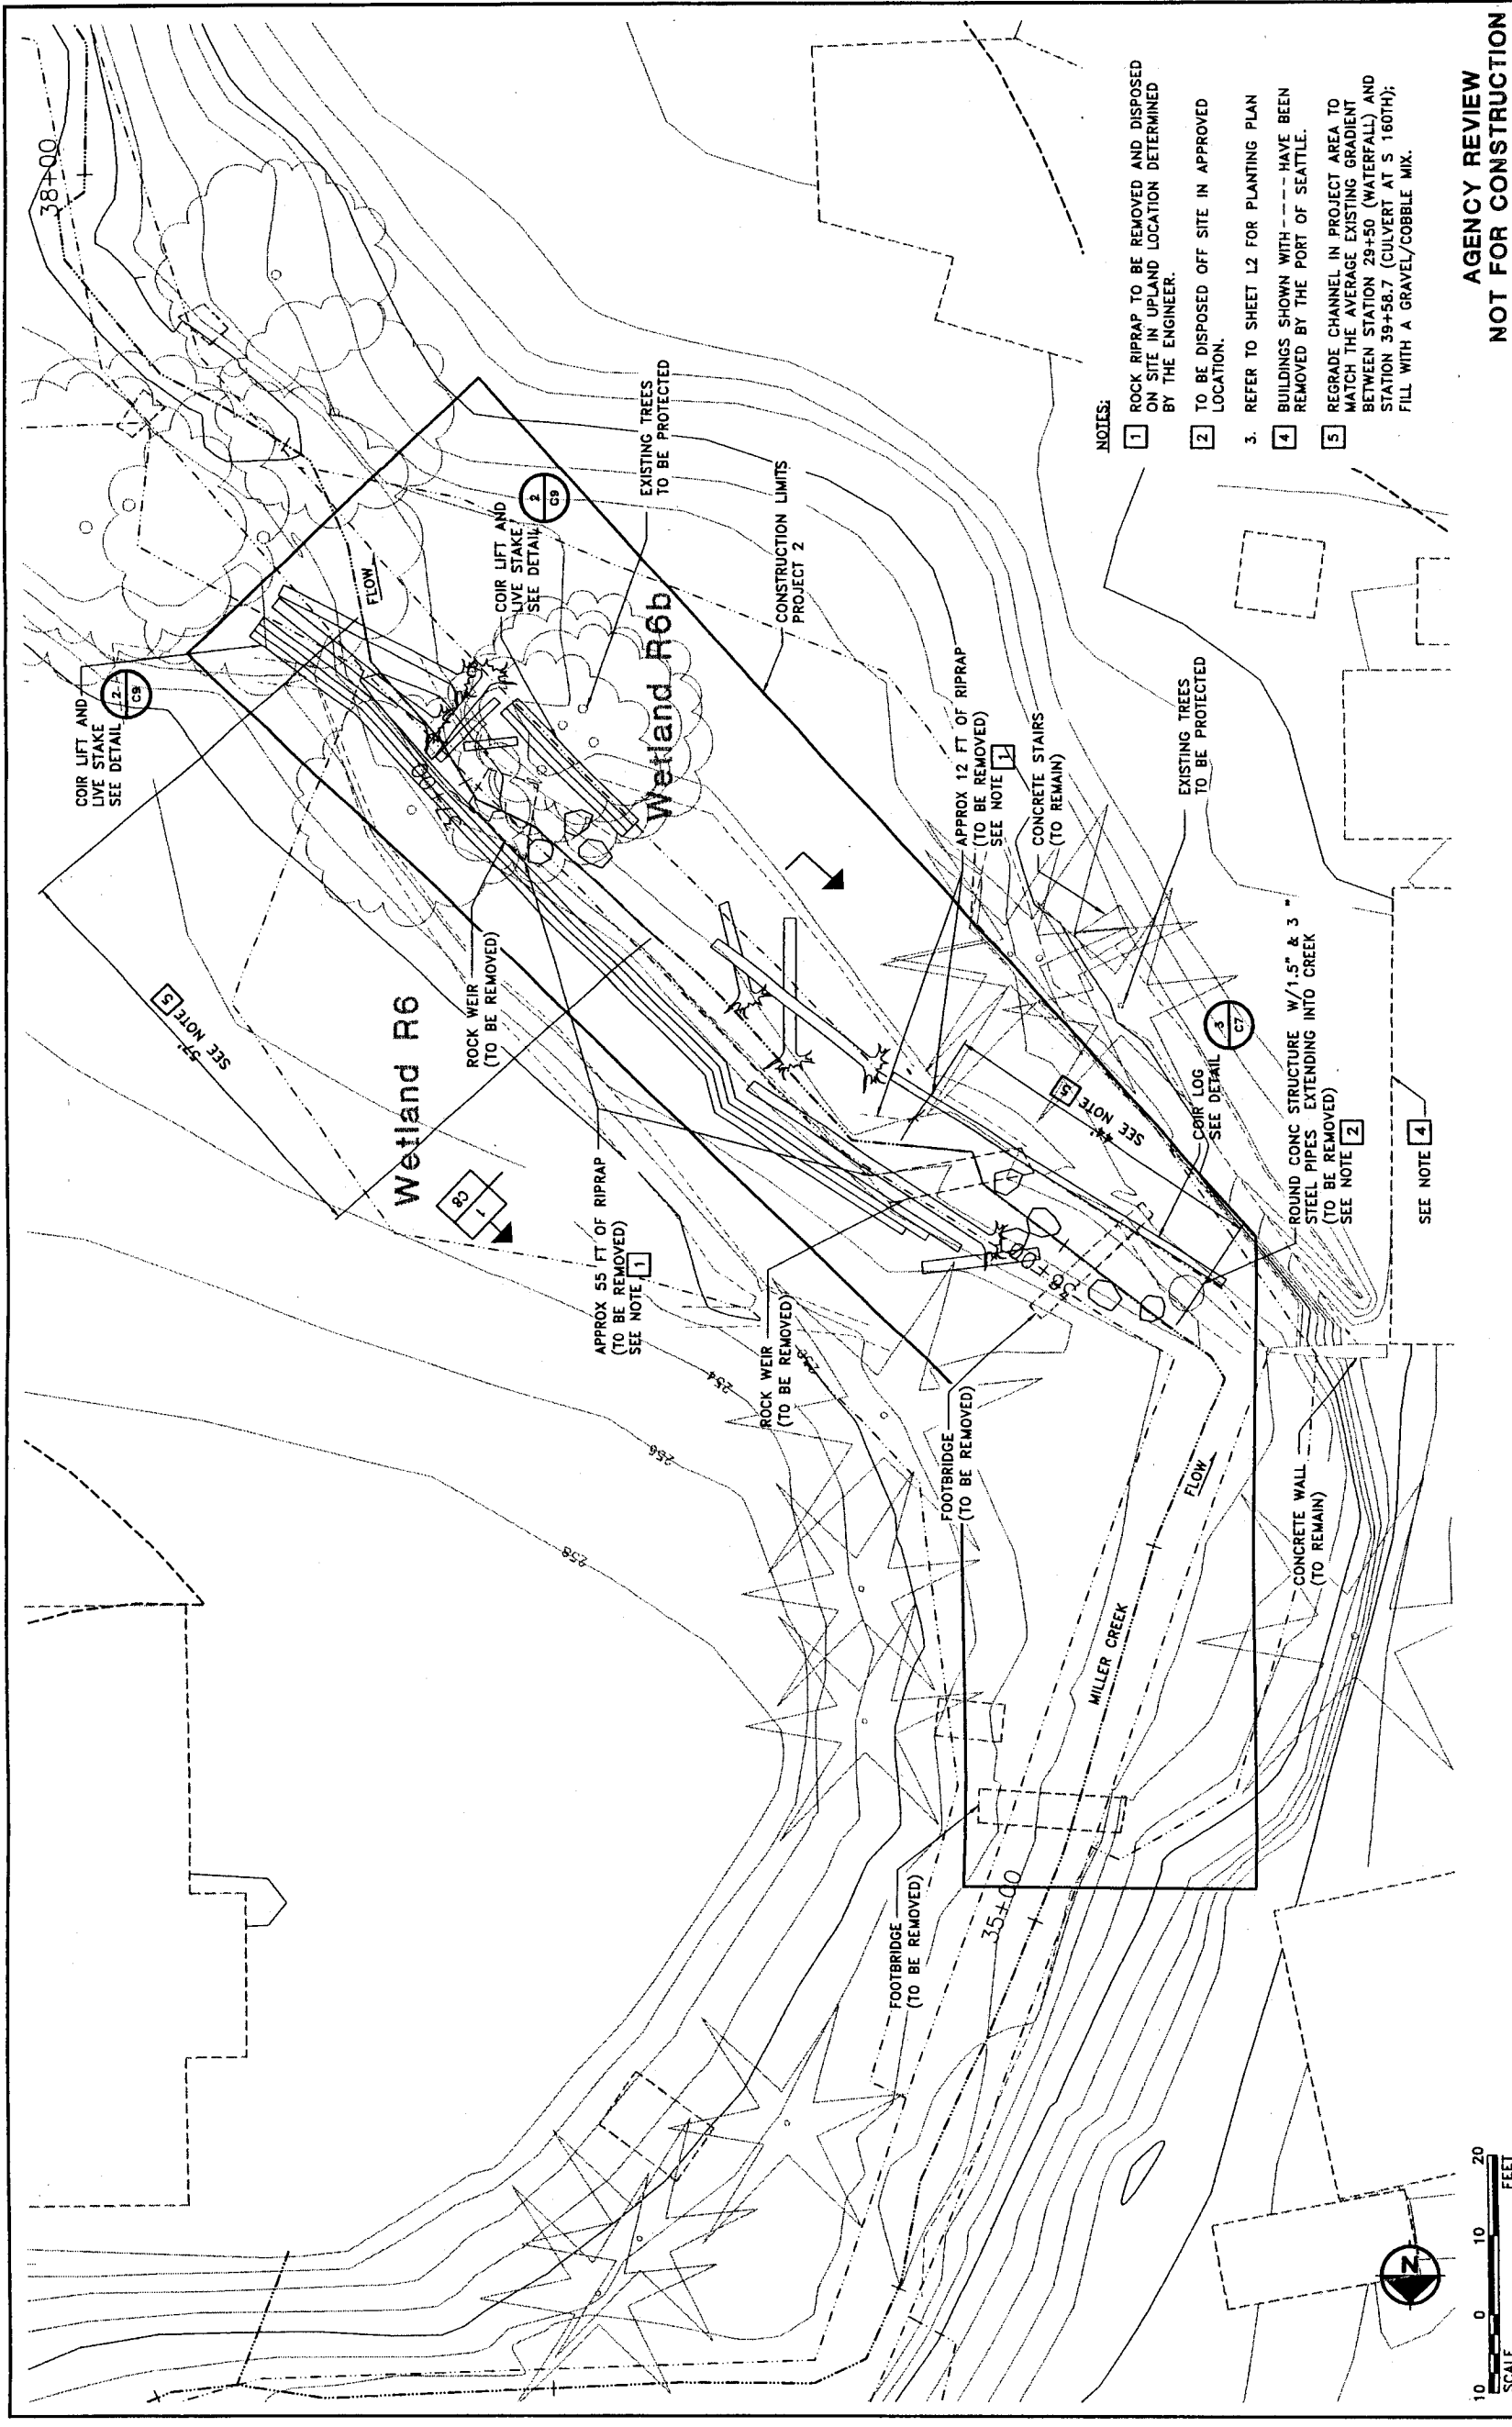 38+00
COIR LIFT AND
LIVE STAKE
SEE DETAIL
2
C9
FLOW
COIR LIFT AND
LIVE STAKE
SEE DETAIL
2
C9
EXISTING TREES
TO BE PROTECTED
57'
SEE NOTE 5
Wetland R6
ROCK WEIR
(TO BE REMOVED)
37+00
Wetland R6b
CONSTRUCTION LIMITS
PROJECT 2
1
C8
APPROX 55 FT OF RIPRAP
(TO BE REMOVED)
SEE NOTE 1
APPROX 12 FT OF RIPRAP
(TO BE REMOVED)
SEE NOTE 1
CONCRETE STAIRS
(TO REMAIN)
EXISTING TREES
TO BE PROTECTED
ROCK WEIR
(TO BE REMOVED)
44'
SEE NOTE 5
COIR LOG
SEE DETAIL
3
C7
36+00
ROUND CONC STRUCTURE W/1.5" & 3"
STEEL PIPES EXTENDING INTO CREEK
(TO BE REMOVED)
SEE NOTE 2
SEE NOTE 4
250
254
256
258
FOOTBRIDGE
(TO BE REMOVED)
FLOW
CONCRETE WALL
(TO REMAIN)
MILLER CREEK
FOOTBRIDGE
(TO BE REMOVED)
35+00
NOTES:
1 ROCK RIPRAP TO BE REMOVED AND DISPOSED
ON SITE IN UPLAND LOCATION DETERMINED
BY THE ENGINEER.
2 TO BE DISPOSED OFF SITE IN APPROVED
LOCATION.
3. REFER TO SHEET L2 FOR PLANTING PLAN
4 BUILDINGS SHOWN WITH ---- HAVE BEEN
REMOVED BY THE PORT OF SEATTLE.
5 REGRADE CHANNEL IN PROJECT AREA TO
MATCH THE AVERAGE EXISTING GRADIENT
BETWEEN STATION 29+50 (WATERFALL) AND
STATION 39+58.7 (CULVERT AT S 160TH);
FILL WITH A GRAVEL/COBBLE MIX.
N
10 0 10 20
SCALE FEET
AGENCY REVIEW
NOT FOR CONSTRUCTION